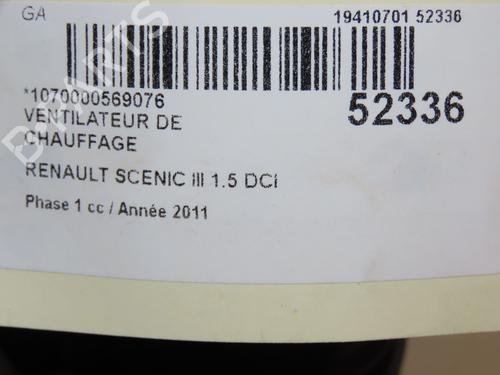 GA
19410701 52336
*1070000569076
52336
VENTILATEUR DE
CHAUFFAGE
RENAULT SCENIC III 1.5 DCI
Phase 1 cc / Année 2011
B-PARTS